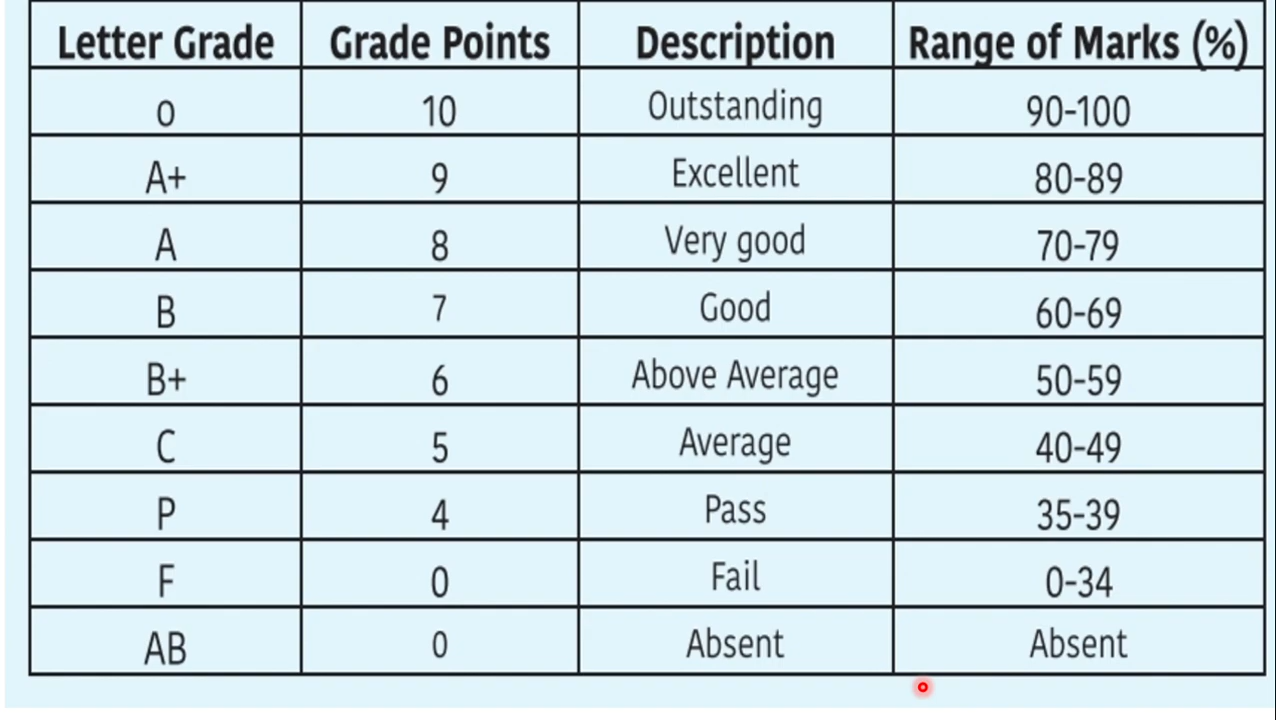 Letter Grade Grade Points Description Range of Marks (%)
o 10 Outstanding 90-100
A+ 9 Excellent 80-89
A 8 Very good 70-79
B 7 Good 60-69
B+ 6 Above Average 50-59
C 5 Average 40-49
P 4 Pass 35-39
F 0 Fail 0-34
AB 0 Absent Absent